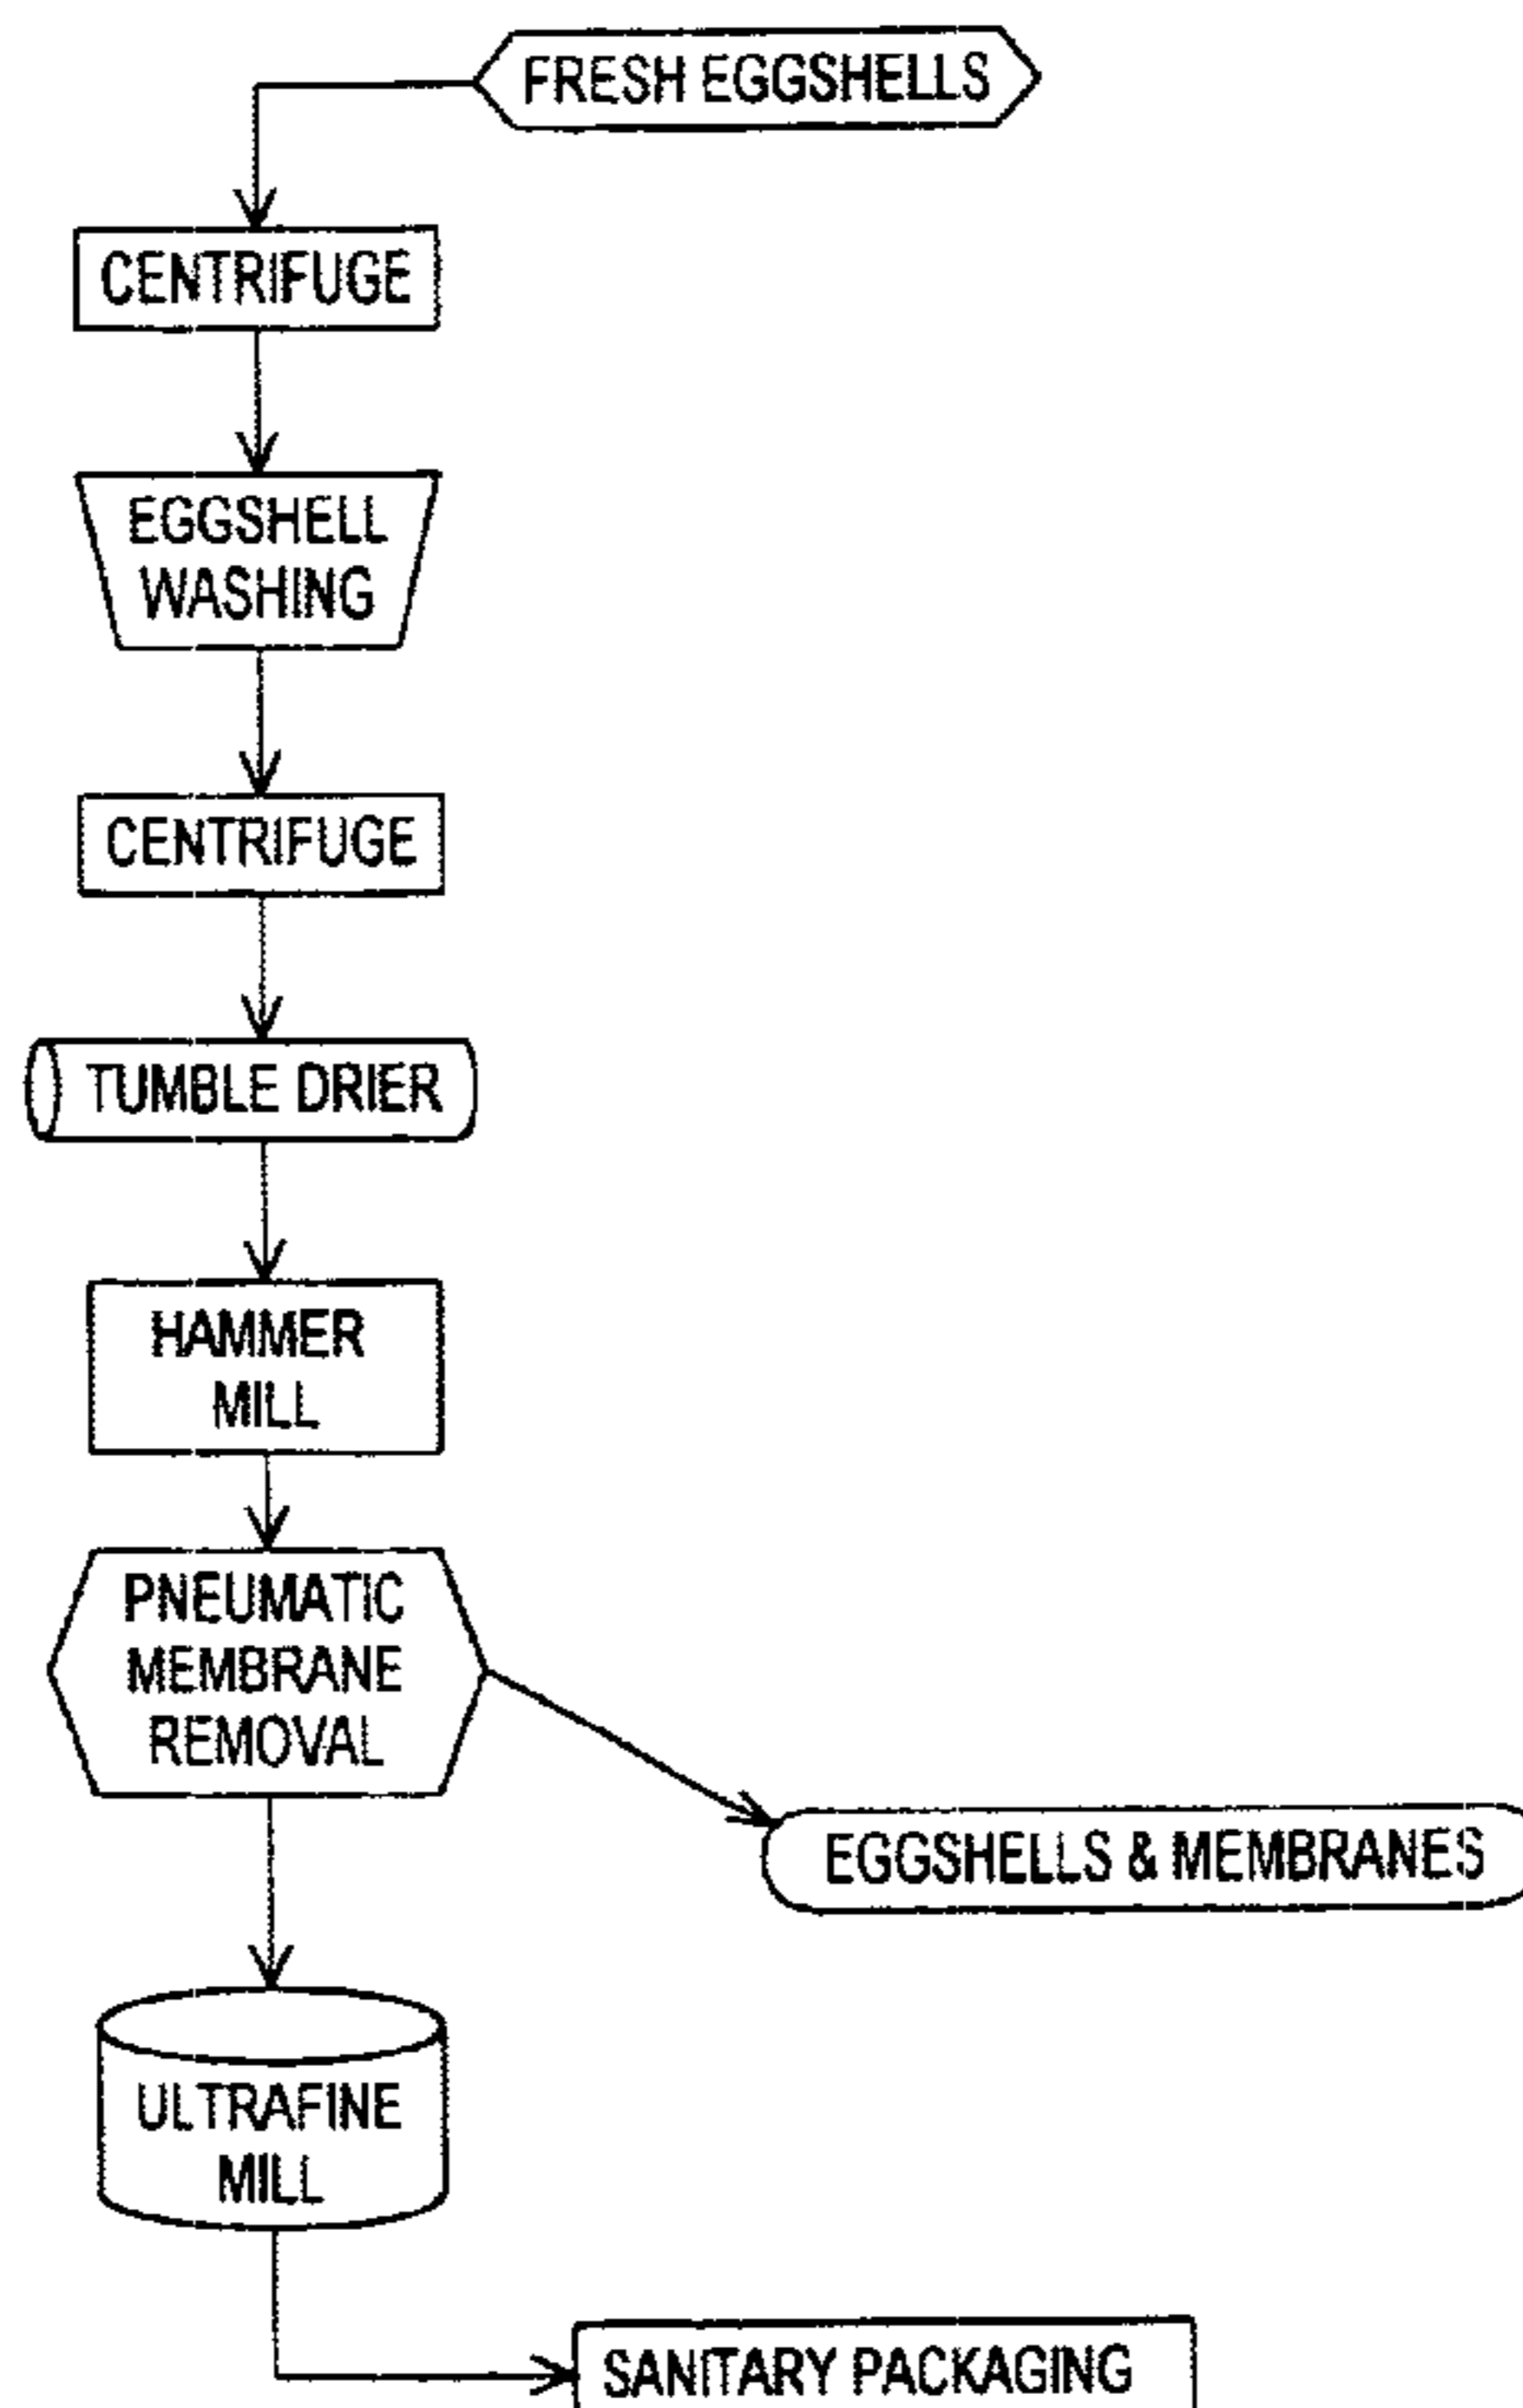 FRESH EGGSHELLS
CENTRIFUGE
EGGSHELL
WASHING
CENTRIFUGE
TUMBLE DRIER
HAMMER
MILL
PNEUMATIC
MEMBRANE
REMOVAL
EGGSHELLS & MEMBRANES
ULTRAFINE
MILL
SANITARY PACKAGING